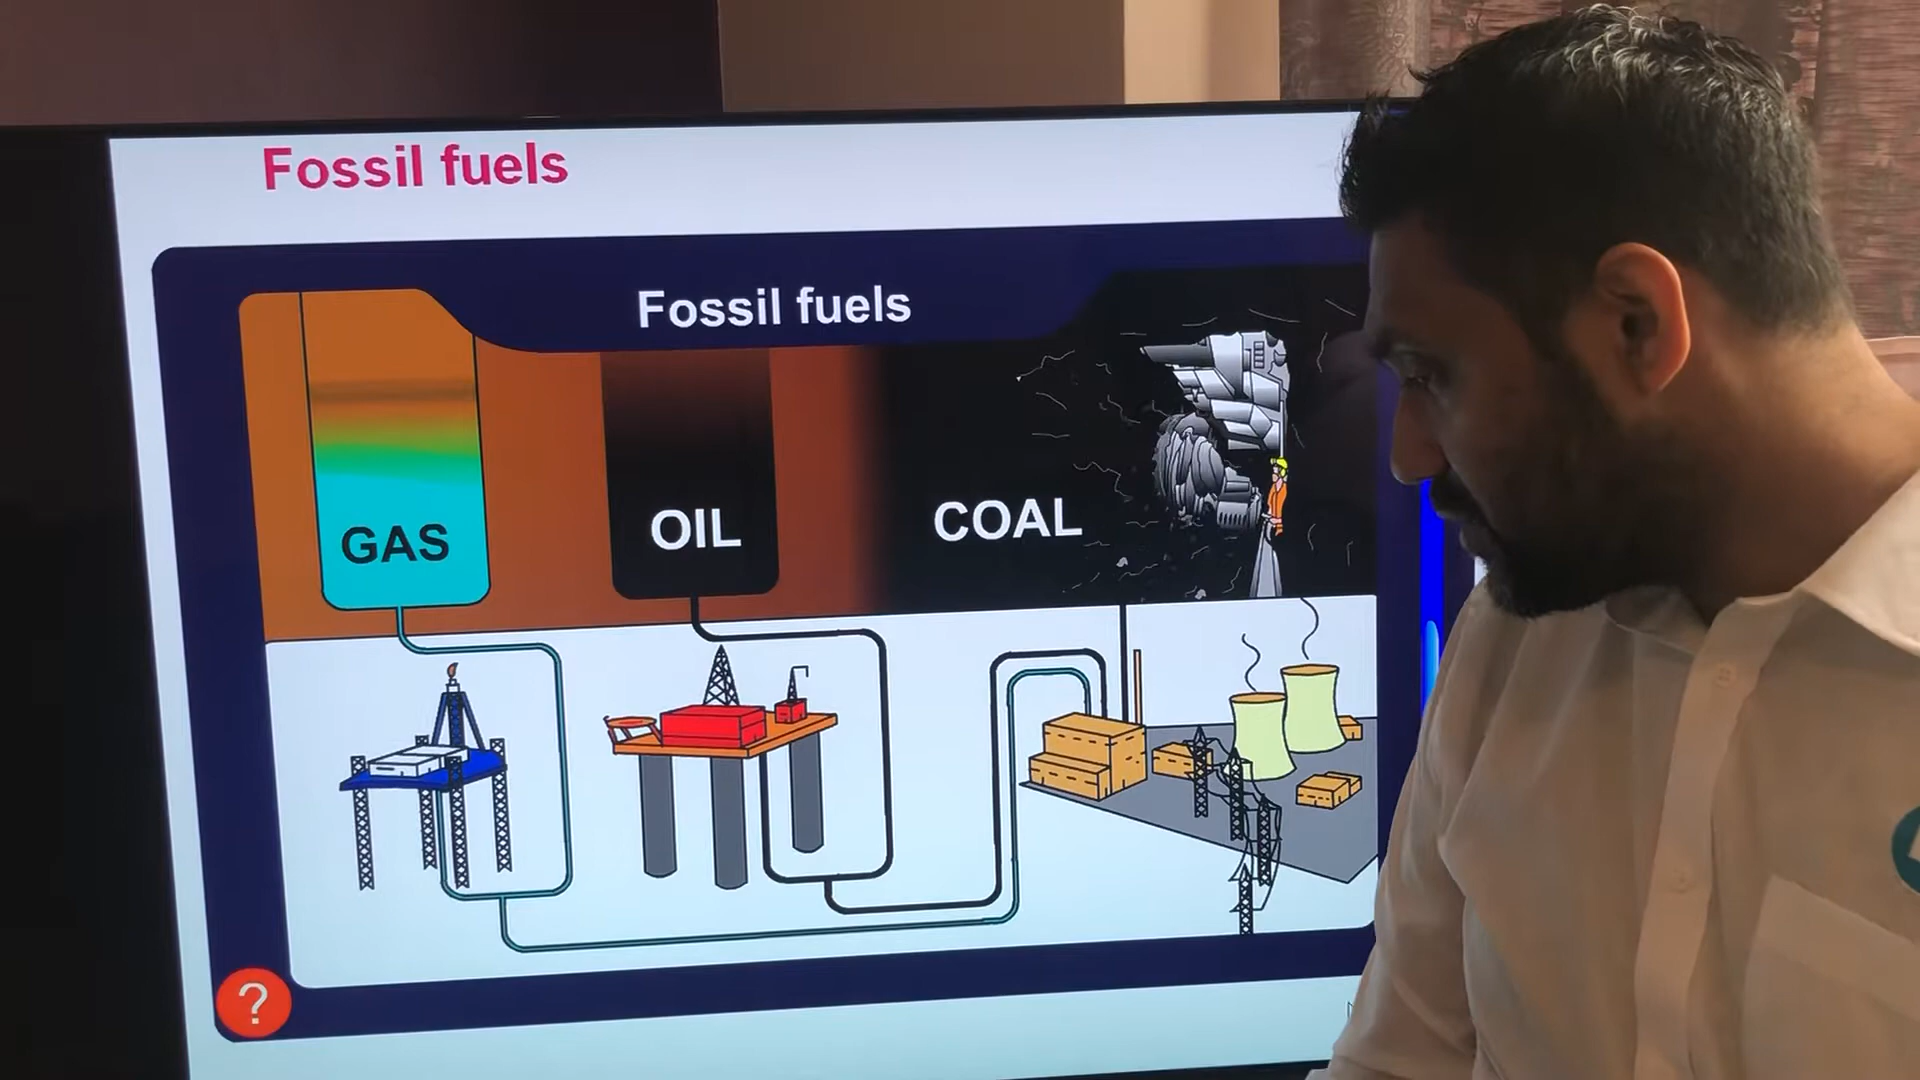 Fossil fuels
Fossil fuels
GAS
OIL
COAL
?